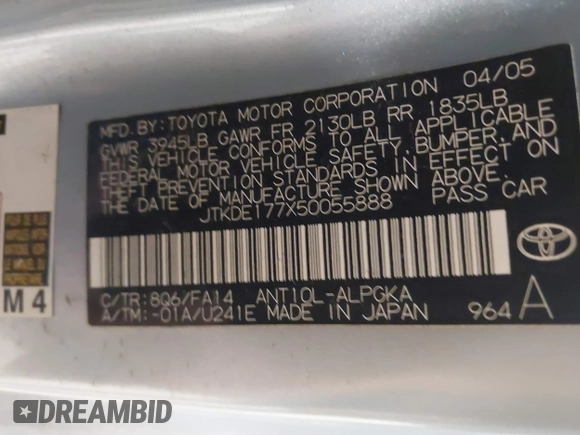 MFD. BY: TOYOTA MOTOR CORPORATION 04/05
GVWR 3945LB GAWR FR 2130LB RR 1835LB
THIS VEHICLE CONFORMS TO ALL APPLICABLE
FEDERAL MOTOR VEHICLE SAFETY, BUMPER, AND
THEFT PREVENTION STANDARDS IN EFFECT ON
THE DATE OF MANUFACTURE SHOWN ABOVE.
JTKDE177X50055888 PASS CAR
C/TR: 8Q6/FA14 ANT10L-ALPGKA
A/TM: -01A/U241E MADE IN JAPAN 964 A
M 4
DREAMBID